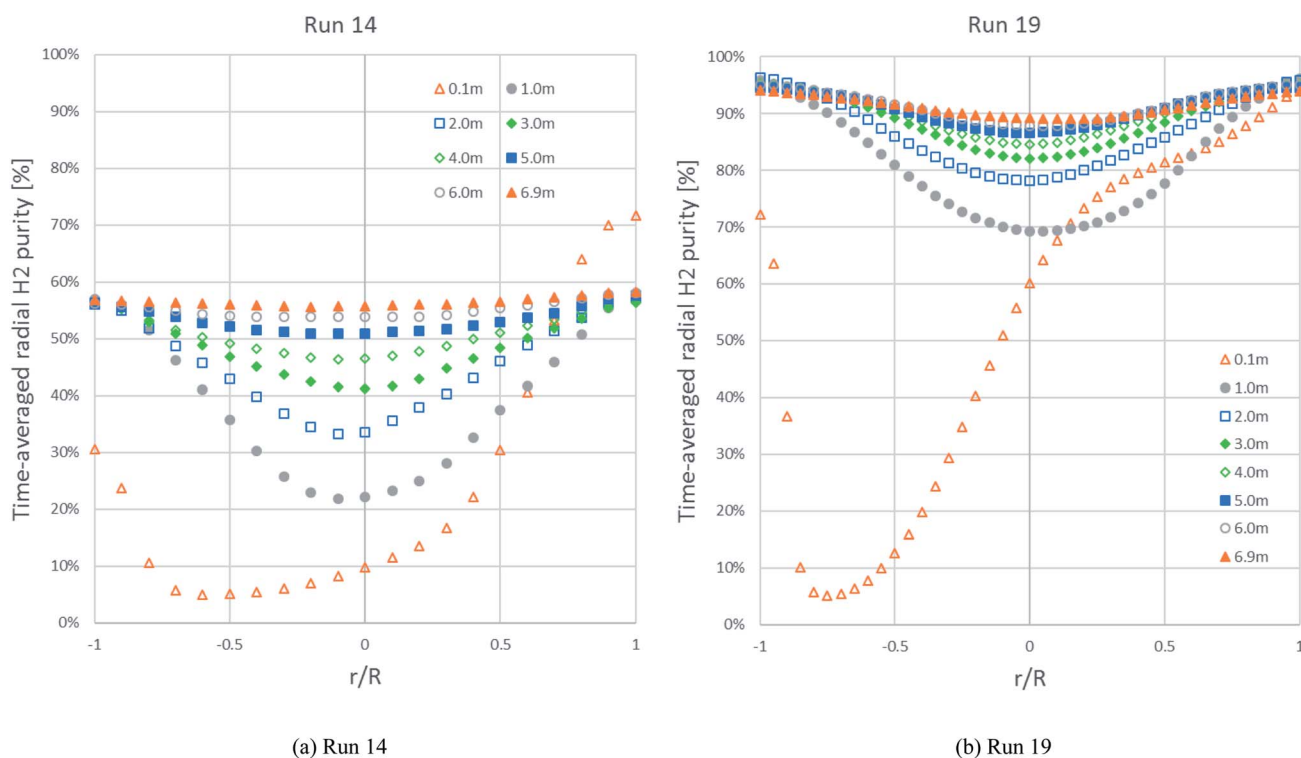 Run 14
Time-averaged radial H2 purity [%]
100%
90%
80%
70%
60%
50%
40%
30%
20%
10%
0%
0.1m 1.0m
2.0m 3.0m
4.0m 5.0m
6.0m 6.9m
-1 -0.5 0 0.5 1
r/R
(a) Run 14
Run 19
Time-averaged radial H2 purity [%]
100%
90%
80%
70%
60%
50%
40%
30%
20%
10%
0%
0.1m
1.0m
2.0m
3.0m
4.0m
5.0m
6.0m
6.9m
-1 -0.5 0 0.5 1
r/R
(b) Run 19